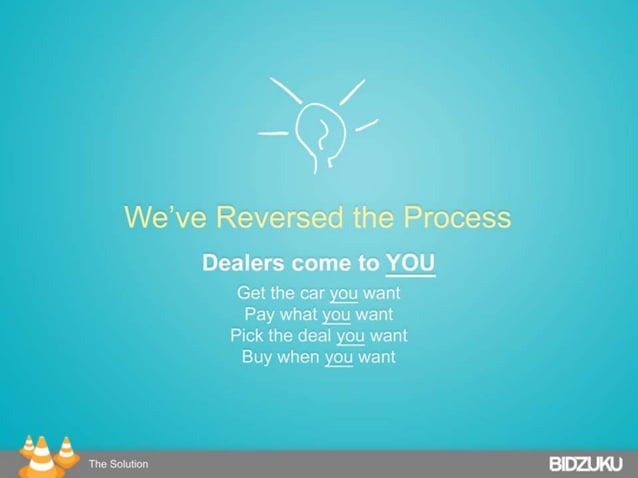 We've Reversed the Process
Dealers come to YOU
Get the car you want
Pay what you want
Pick the deal you want
Buy when you want
The Solution
BIDZUKU